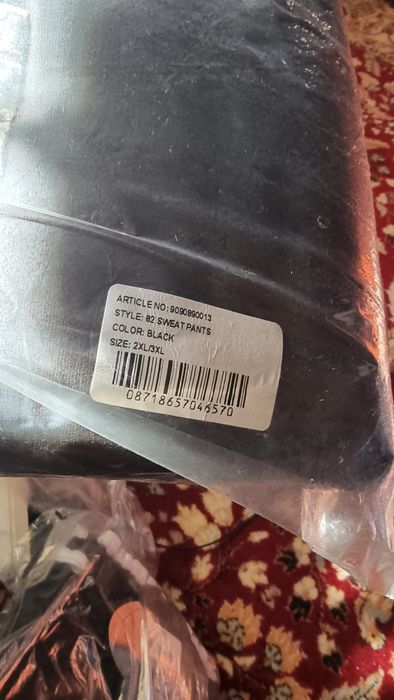 ARTICLE NO: 9090890013
STYLE: 82 SWEAT PANTS
COLOR: BLACK
SIZE: 2XL/3XL
08718657046570